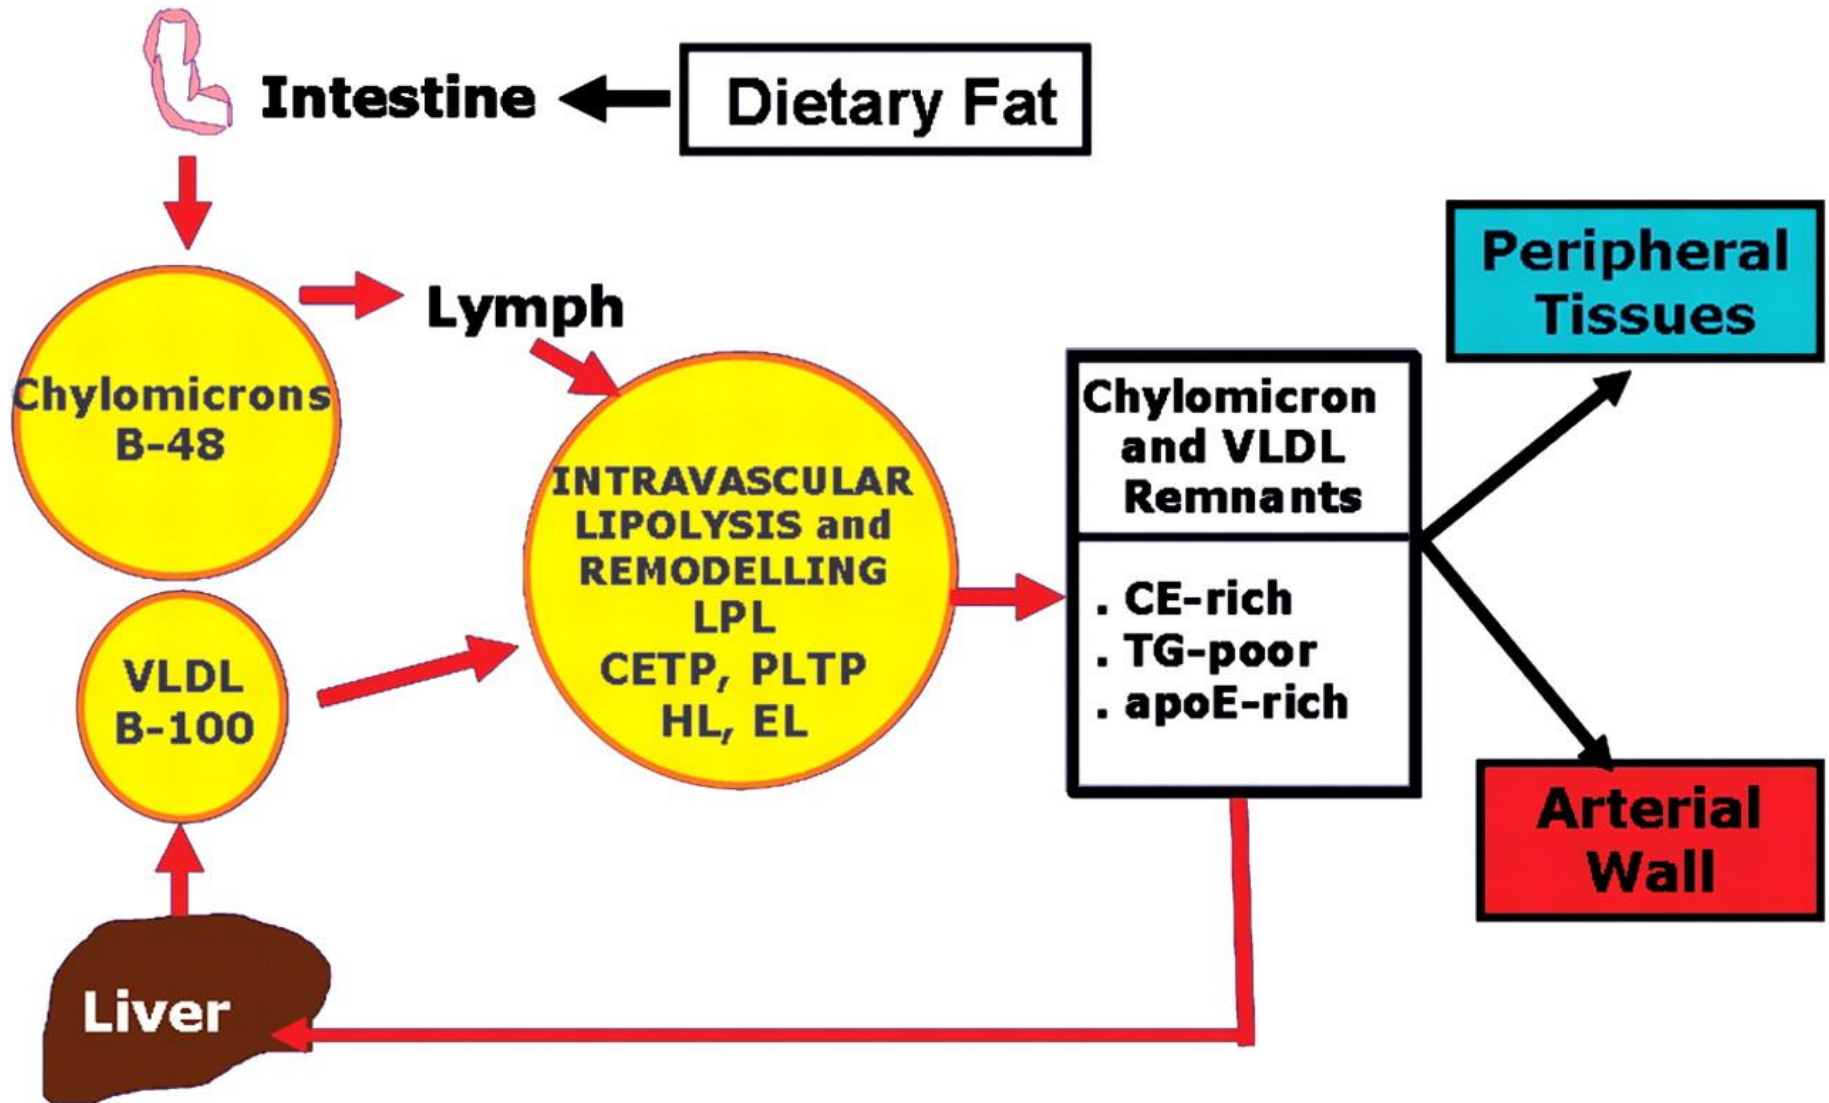 Intestine
Dietary Fat
Chylomicrons
B-48
Lymph
VLDL
B-100
Liver
INTRAVASCULAR
LIPOLYSIS and
REMODELLING
LPL
CETP, PLTP
HL, EL
Chylomicron
and VLDL
Remnants
. CE-rich
. TG-poor
. apoE-rich
Peripheral
Tissues
Arterial
Wall